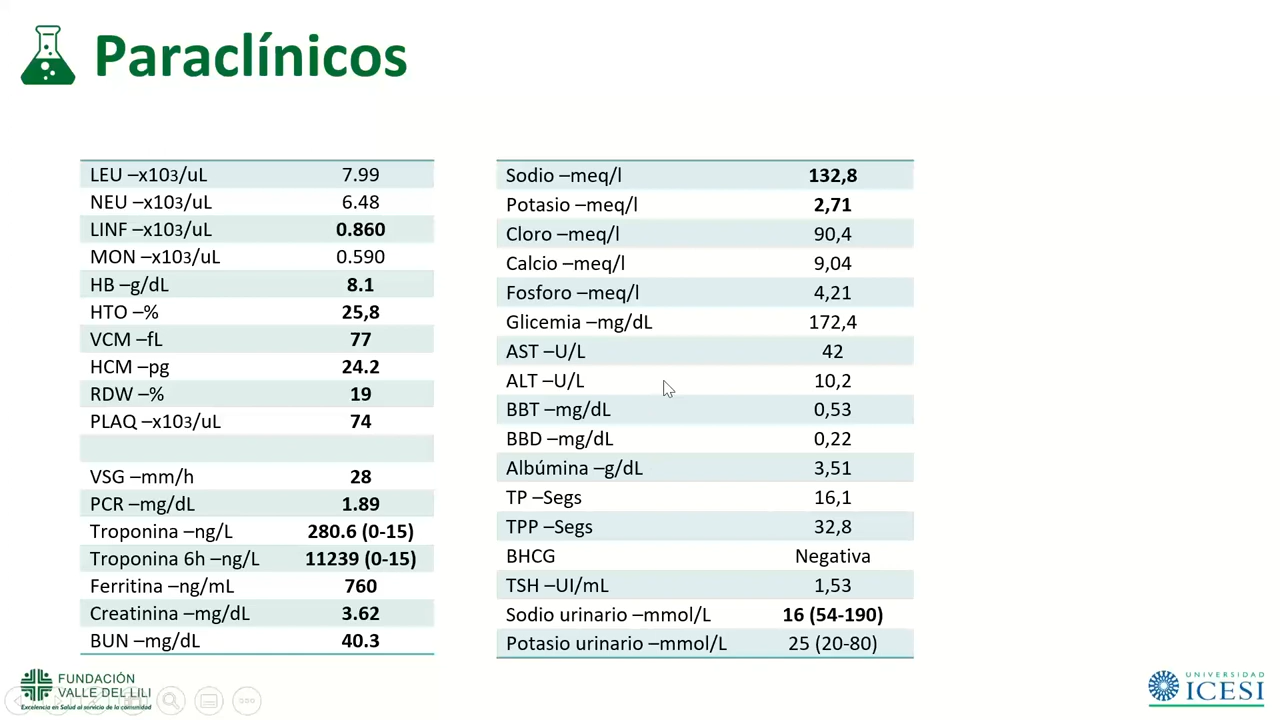 Paraclínicos
LEU –x103/uL 7.99
NEU –x103/uL 6.48
LINF –x103/uL 0.860
MON –x103/uL 0.590
HB –g/dL 8.1
HTO –% 25,8
VCM –fL 77
HCM –pg 24.2
RDW –% 19
PLAQ –x103/uL 74
VSG –mm/h 28
PCR –mg/dL 1.89
Troponina –ng/L 280.6 (0-15)
Troponina 6h –ng/L 11239 (0-15)
Ferritina –ng/mL 760
Creatinina –mg/dL 3.62
BUN –mg/dL 40.3
Sodio –meq/l 132,8
Potasio –meq/l 2,71
Cloro –meq/l 90,4
Calcio –meq/l 9,04
Fosforo –meq/l 4,21
Glicemia –mg/dL 172,4
AST –U/L 42
ALT –U/L 10,2
BBT –mg/dL 0,53
BBD –mg/dL 0,22
Albúmina –g/dL 3,51
TP –Segs 16,1
TPP –Segs 32,8
BHCG Negativa
TSH –UI/mL 1,53
Sodio urinario –mmol/L 16 (54-190)
Potasio urinario –mmol/L 25 (20-80)
FUNDACIÓN
VALLE DEL LILI
Excelencia en Salud al servicio de la comunidad
UNIVERSIDAD
ICESI